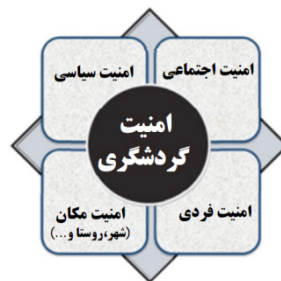 امنیت اجتماعی
امنیت سیاسی
امنیت
گردشگری
امنیت فردی
امنیت مکان
(شهر،روستا و...)